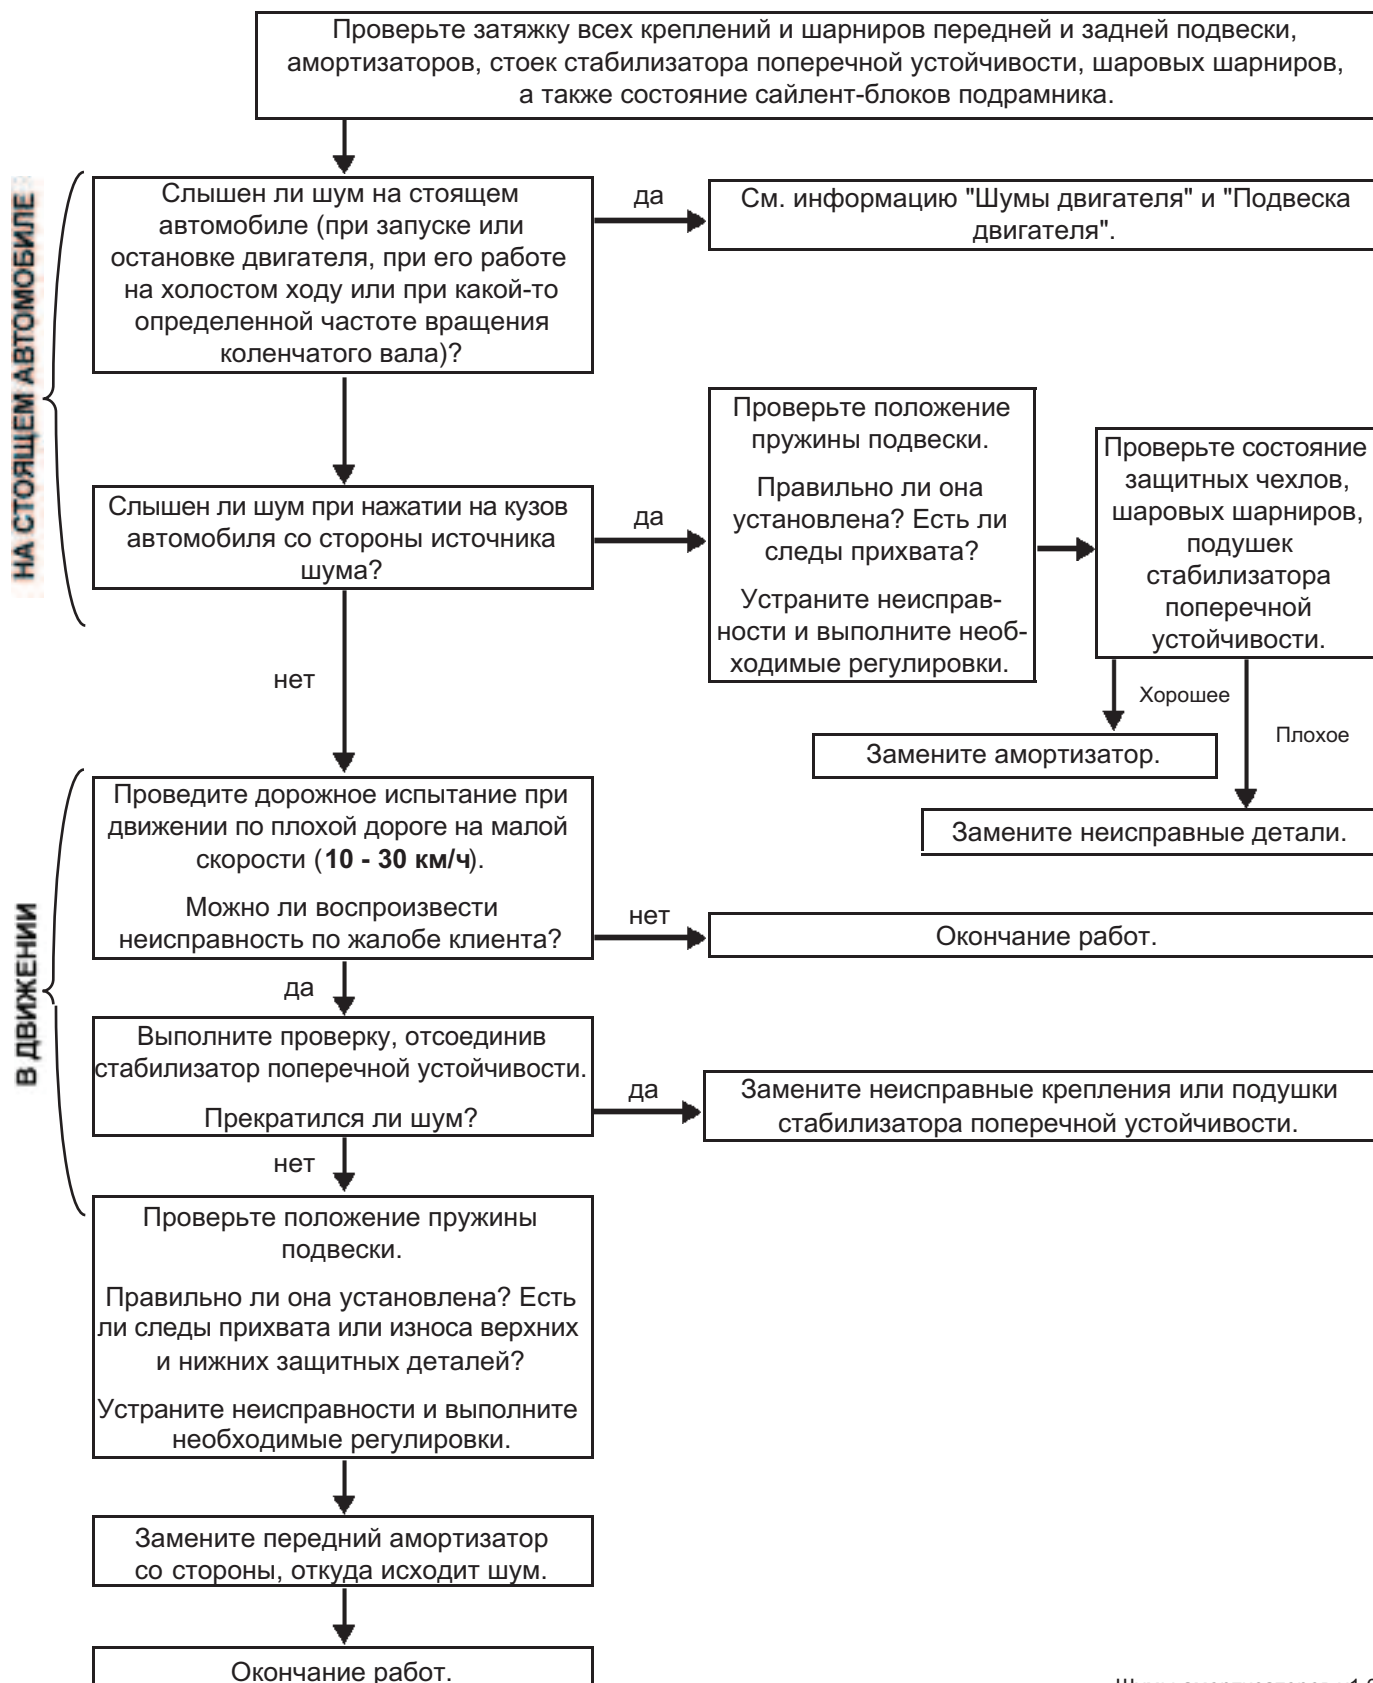 Проверьте затяжку всех креплений и шарниров передней и задней подвески,
амортизаторов, стоек стабилизатора поперечной устойчивости, шаровых шарниров,
а также состояние сайлент-блоков подрамника.
НА СТОЯЩЕМ АВТОМОБИЛЕ
Слышен ли шум на стоящем
автомобиле (при запуске или
остановке двигателя, при его работе
на холостом ходу или при какой-то
определенной частоте вращения
коленчатого вала)?
да
См. информацию "Шумы двигателя" и "Подвеска
двигателя".
Слышен ли шум при нажатии на кузов
автомобиля со стороны источника
шума?
да
Проверьте положение
пружины подвески.
Правильно ли она
установлена? Есть ли
следы прихвата?
Устраните неисправ-
ности и выполните необ-
ходимые регулировки.
Проверьте состояние
защитных чехлов,
шаровых шарниров,
подушек
стабилизатора
поперечной
устойчивости.
Хорошее
Плохое
Замените амортизатор.
Замените неисправные детали.
нет
В ДВИЖЕНИИ
Проведите дорожное испытание при
движении по плохой дороге на малой
скорости (10 - 30 км/ч).
Можно ли воспроизвести
неисправность по жалобе клиента?
нет
Окончание работ.
да
Выполните проверку, отсоединив
стабилизатор поперечной устойчивости.
Прекратился ли шум?
да
Замените неисправные крепления или подушки
стабилизатора поперечной устойчивости.
нет
Проверьте положение пружины
подвески.
Правильно ли она установлена? Есть
ли следы прихвата или износа верхних
и нижних защитных деталей?
Устраните неисправности и выполните
необходимые регулировки.
Замените передний амортизатор
со стороны, откуда исходит шум.
Окончание работ.